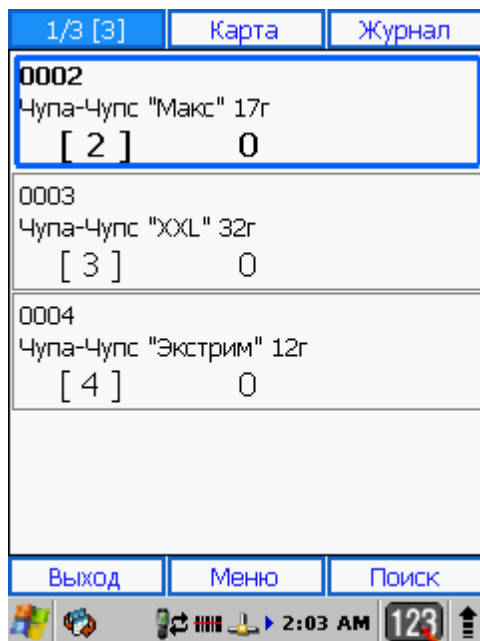 1/3 [3] Карта Журнал
0002
Чупа-Чупс "Макс" 17г
[ 2 ] 0
0003
Чупа-Чупс "XXL" 32г
[ 3 ] 0
0004
Чупа-Чупс "Экстрим" 12г
[ 4 ] 0
Выход Меню Поиск
2:03 AM 123